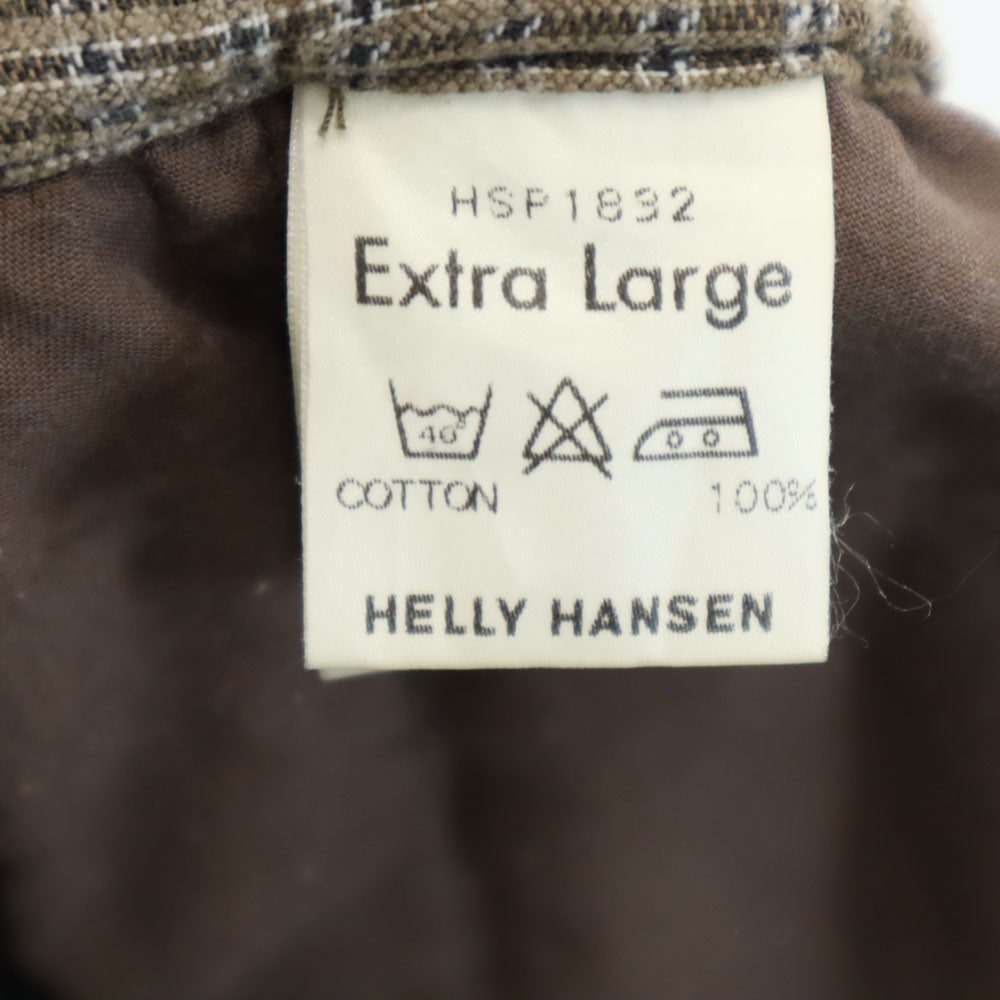 HSP1832
Extra Large
40°
COTTON 100%
HELLY HANSEN